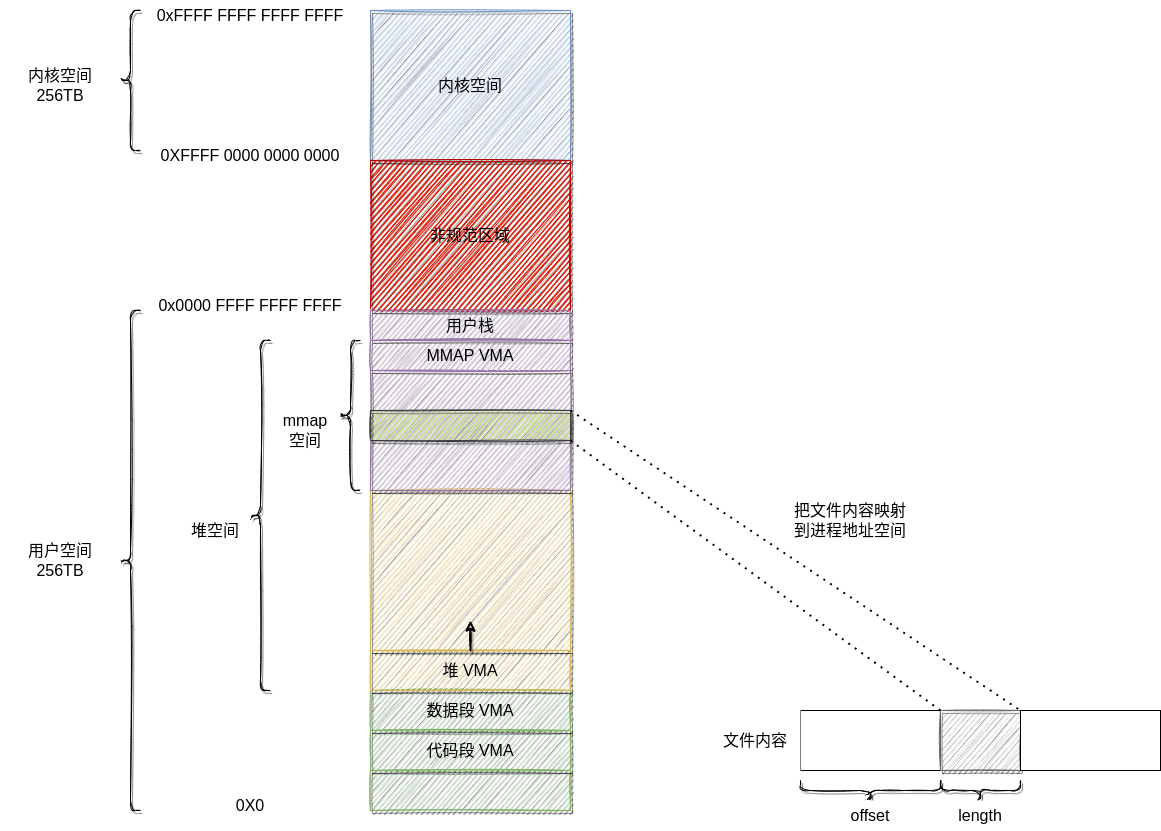 0xFFFF FFFF FFFF FFFF
内核空间
256TB
内核空间
0XFFFF 0000 0000 0000
非规范区域
0x0000 FFFF FFFF FFFF
用户栈
MMAP VMA
mmap
空间
堆空间
用户空间
256TB
把文件内容映射
到进程地址空间
堆 VMA
数据段 VMA
代码段 VMA
0X0
文件内容
offset
length